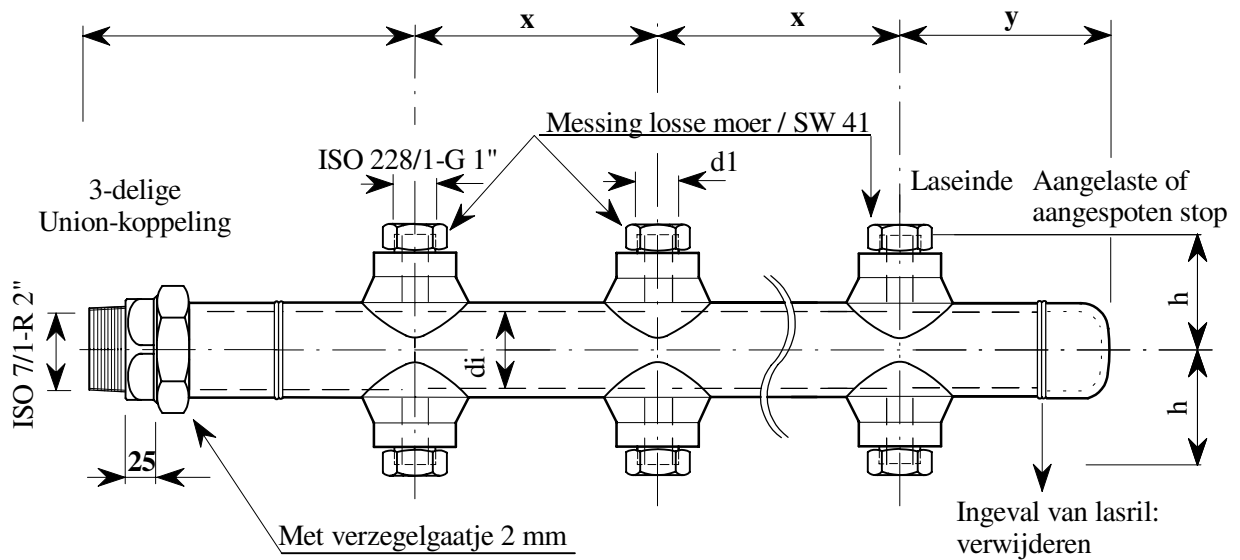 x
x
y
Messing losse moer / SW 41
ISO 228/1-G 1"
d1
3-delige
Union-koppeling
Laseinde
Aangelaste of
aangespoten stop
ISO 7/1-R 2"
di
h
h
25
Met verzegelgaatje 2 mm
Ingeval van lasril:
verwijderen